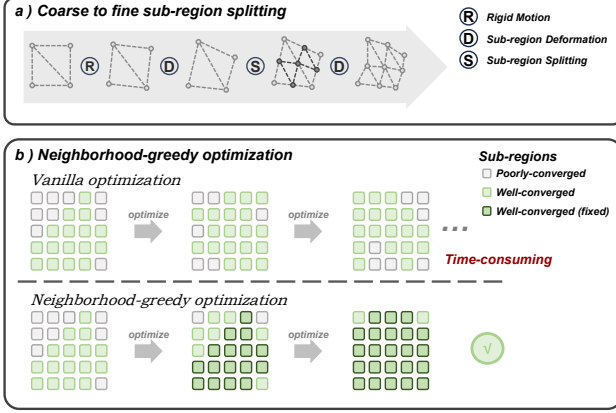 a ) Coarse to fine sub-region splitting
R D S D
R Rigid Motion
D Sub-region Deformation
S Sub-region Splitting
b ) Neighborhood-greedy optimization
Vanilla optimization
optimize optimize
...
Time-consuming
Sub-regions
Poorly-converged
Well-converged
Well-converged (fixed)
Neighborhood-greedy optimization
optimize optimize
√